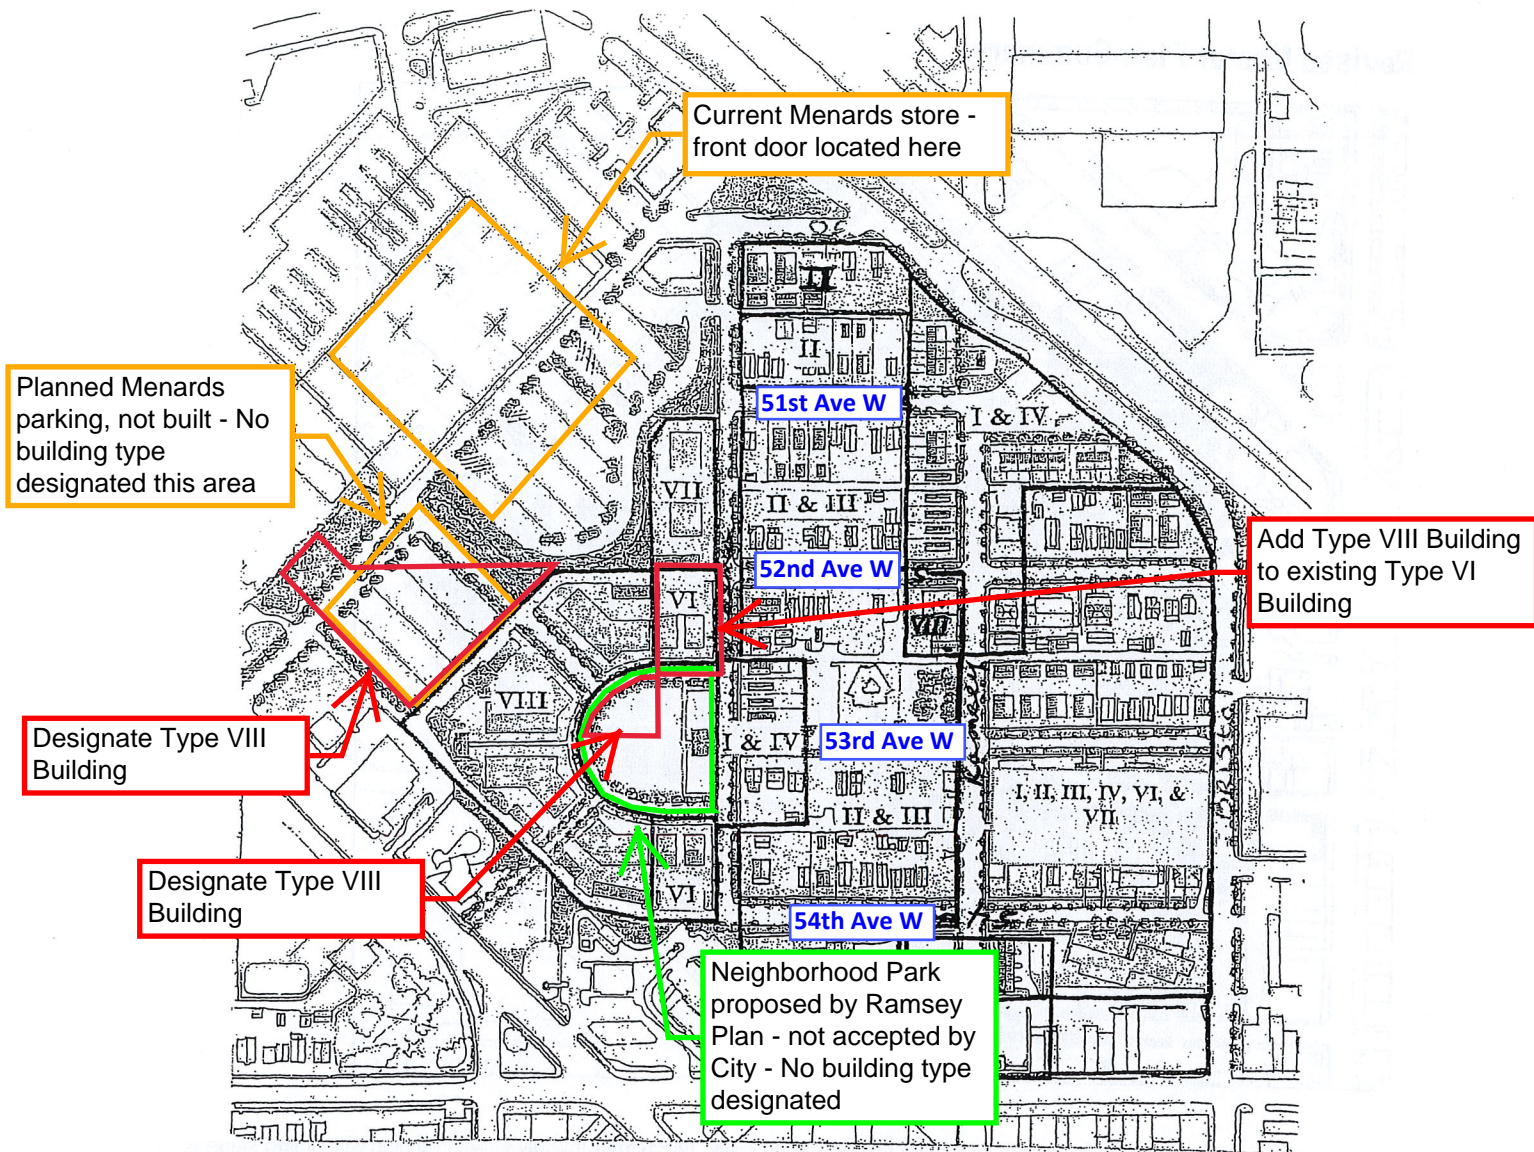 Current Menards store -
front door located here
II
II
Planned Menards
parking, not built - No
building type
designated this area
51st Ave W
I & IV
VII
II & III
Add Type VIII Building
to existing Type VI
Building
52nd Ave W
VI
VIII
VIII
Ramsey
Designate Type VIII
Building
I & IV
53rd Ave W
BRISTOL
I, II, III, IV, VI, &
VII
II & III
Designate Type VIII
Building
VI
54th Ave W
Neighborhood Park
proposed by Ramsey
Plan - not accepted by
City - No building type
designated